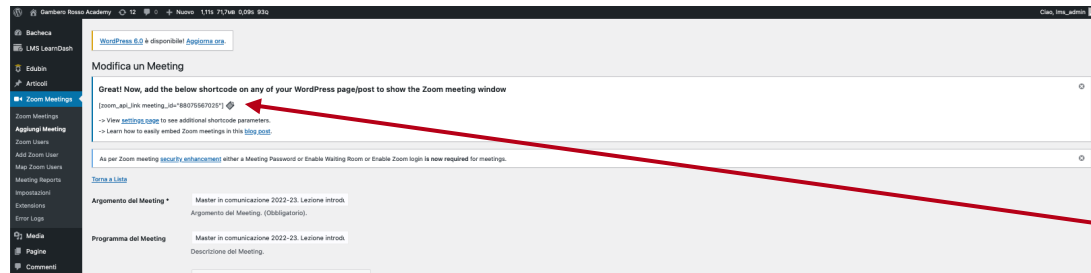 Gambero Rosso Academy 12 0 + Nuovo 1,11s 71,7MB 0,09s 93Q Ciao, lms_admin
Bacheca
LMS LearnDash
Edubin
Articoli
Zoom Meetings
Zoom Meetings
Aggiungi Meeting
Zoom Users
Add Zoom User
Map Zoom Users
Meeting Reports
Impostazioni
Extensions
Error Logs
Media
Pagine
Commenti
WordPress 6.0 è disponibile! Aggiorna ora.
Modifica un Meeting
Great! Now, add the below shortcode on any of your WordPress page/post to show the Zoom meeting window
[zoom_api_link meeting_id="88075567025"]
-> View settings page to see additional shortcode parameters.
-> Learn how to easily embed Zoom meetings in this blog post.
As per Zoom meeting security enhancement either a Meeting Password or Enable Waiting Room or Enable Zoom login is now required for meetings.
Torna a Lista
Argomento del Meeting * Master in comunicazione 2022-23. Lezione introdu
Argomento del Meeting. (Obbligatorio).
Programma del Meeting Master in comunicazione 2022-23. Lezione introdu
Descrizione del Meeting.